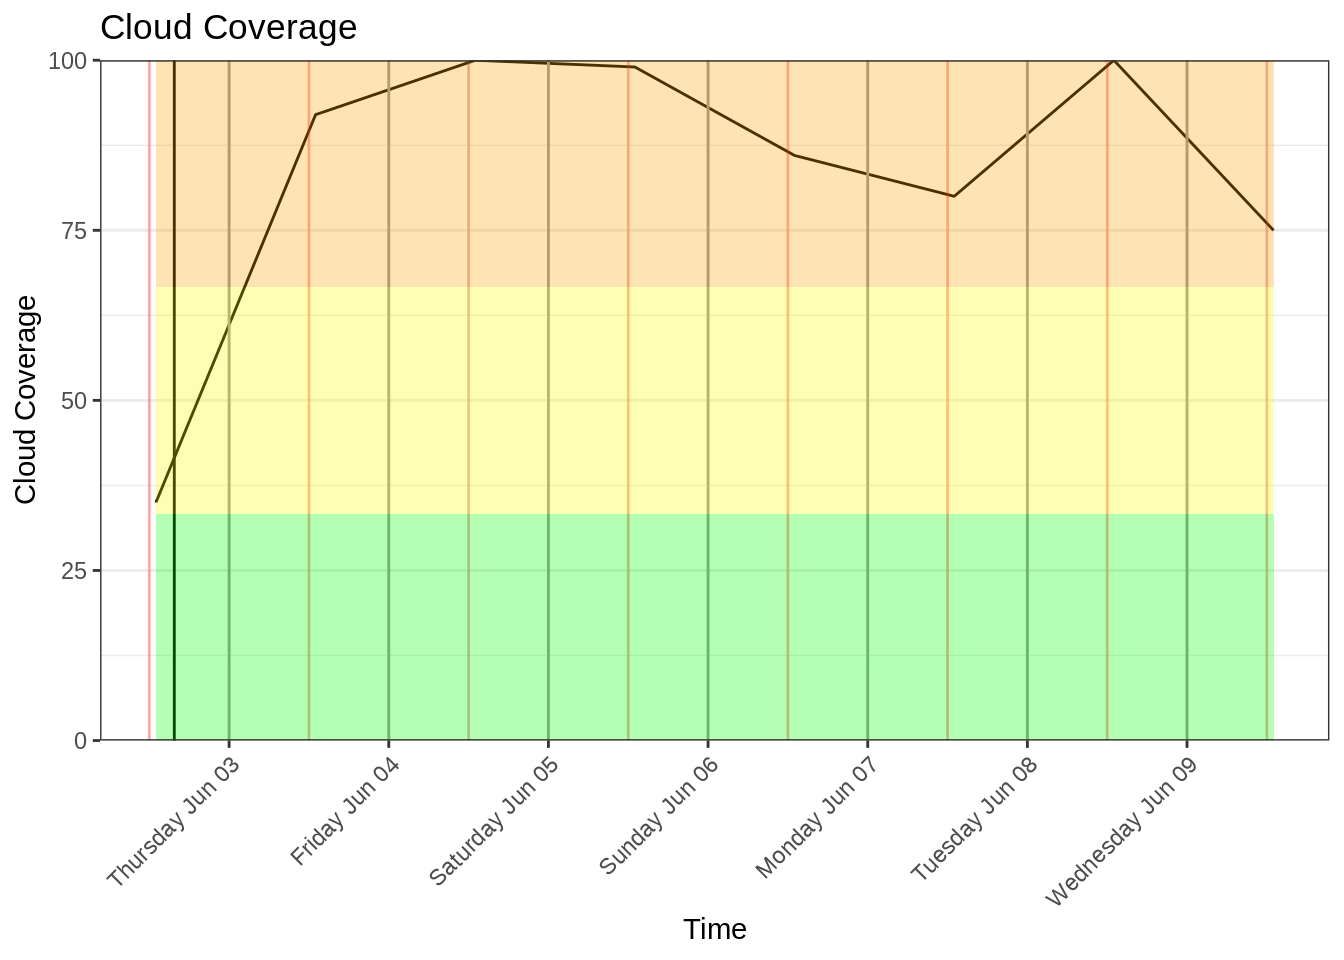 Cloud Coverage
100
75
50
25
0
Cloud Coverage
Thursday Jun 03
Friday Jun 04
Saturday Jun 05
Sunday Jun 06
Monday Jun 07
Tuesday Jun 08
Wednesday Jun 09
Time